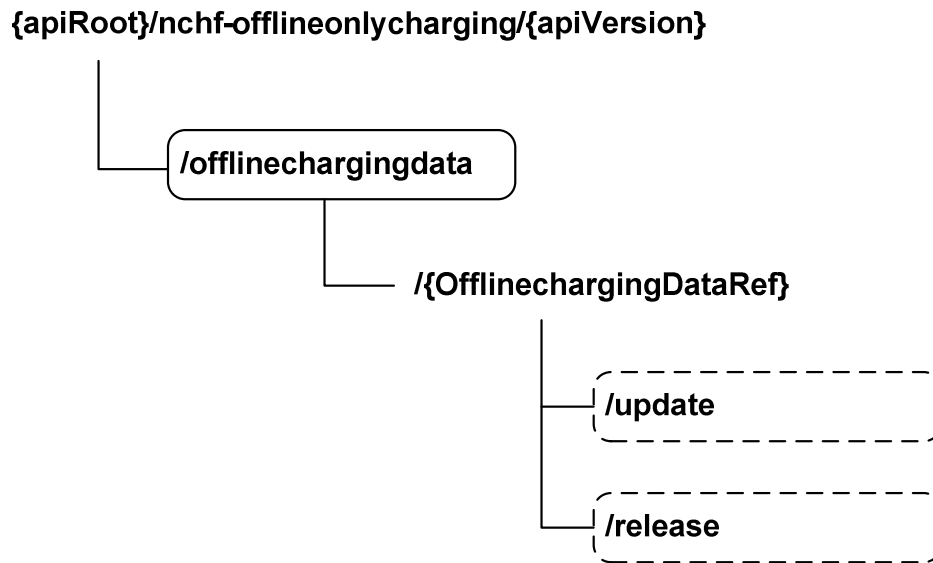 {apiRoot}/nchf-offlineonlycharging/{apiVersion}
/offlinechargingdata
/{OfflinechargingDataRef}
/update
/release